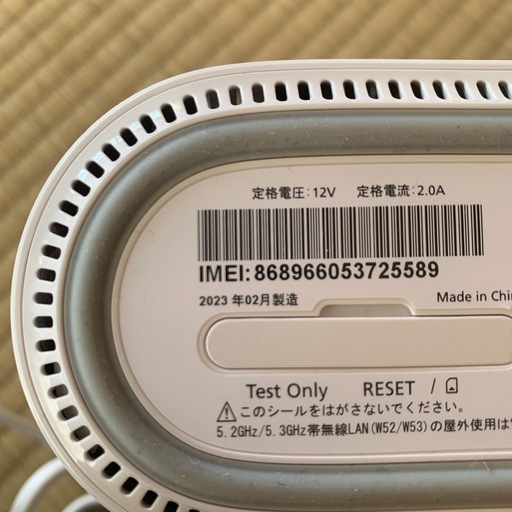 定格電圧:12V 定格電流:2.0A
IMEI:868966053725589
2023 年02月製造 Made in
Test Only RESET /
このシールをはがさないでください。
5.2GHz/5.3GHz帯無線LAN(W52/W53)の屋外使用は